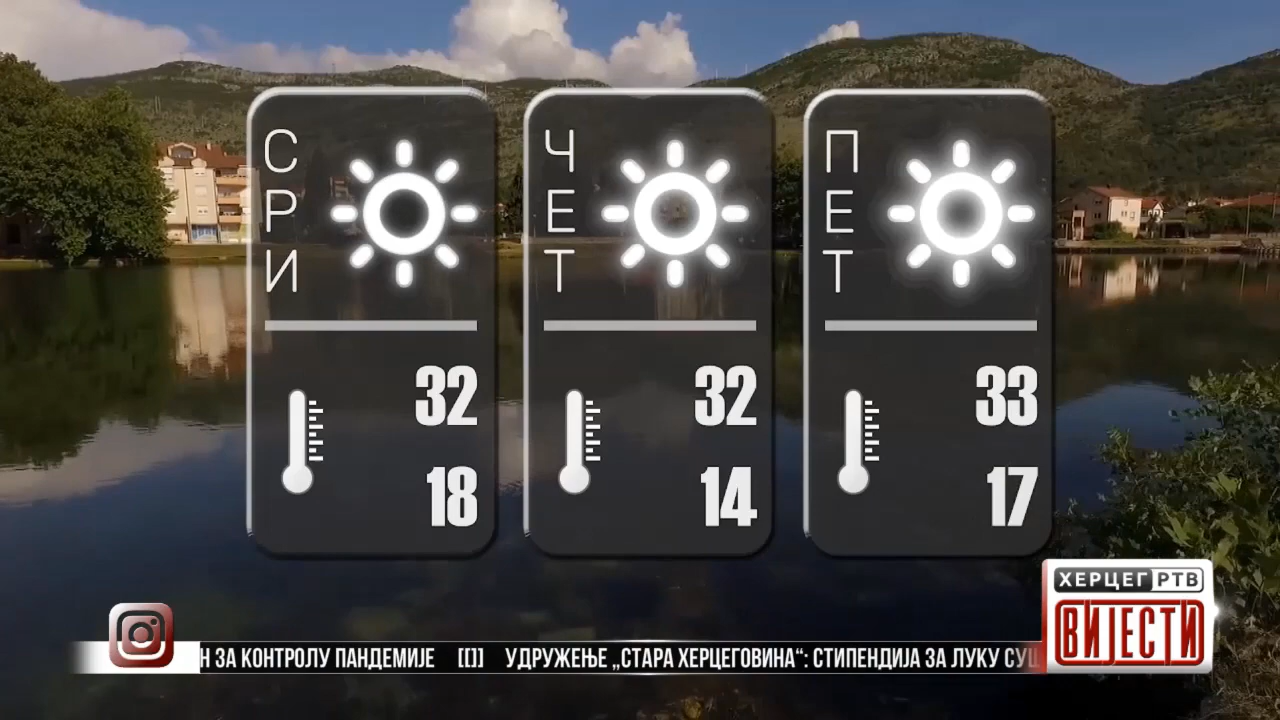 СРИ
32
18
ЧЕТ
32
14
ПЕТ
33
17
ХЕРЦЕГ РТВ
ВИЈЕСТИ
ЗА КОНТРОЛУ ПАНДЕМИЈЕ [[]] УДРУЖЕЊЕ „СТАРА ХЕРЦЕГОВИНА“: СТИПЕНДИЈА ЗА ЛУКУ